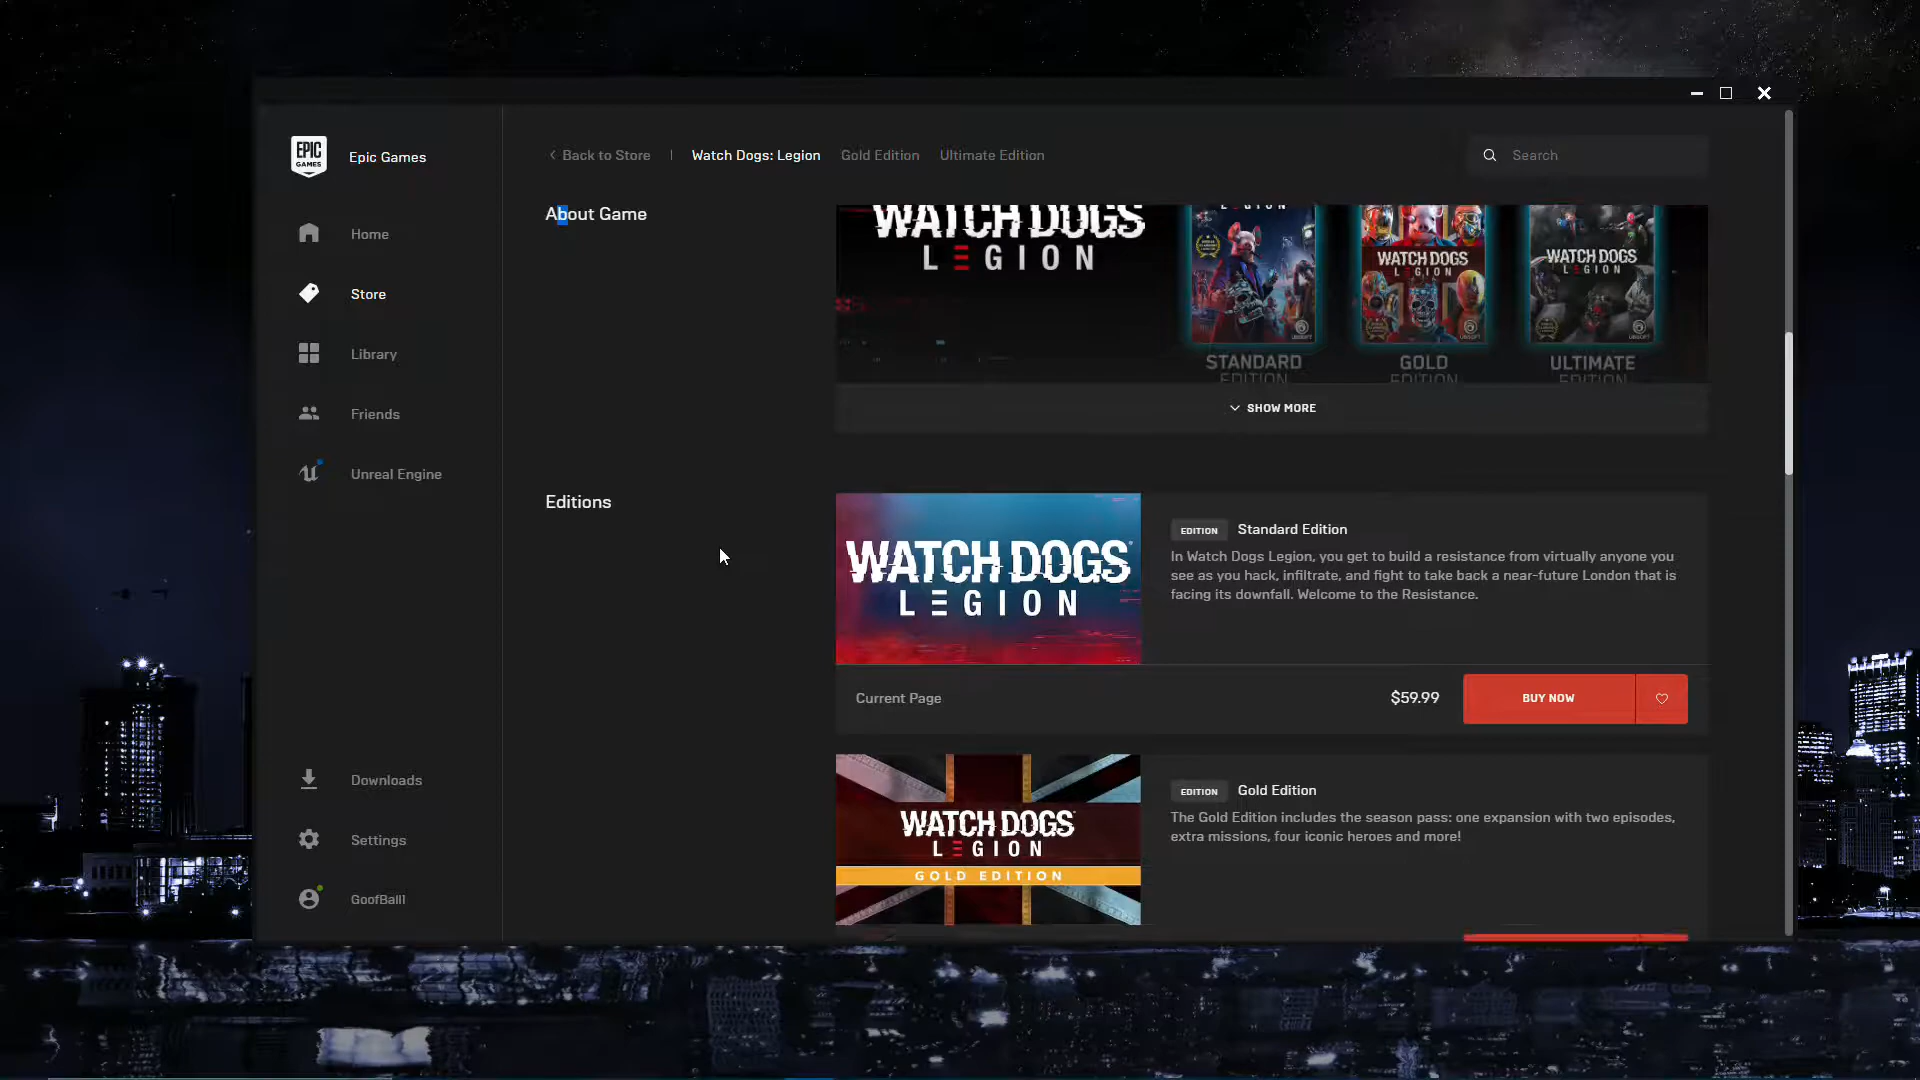 EPIC
GAMES
Epic Games
Home
Store
Library
Friends
Unreal Engine
Downloads
Settings
GoofBalll
Back to Store
Watch Dogs: Legion
Gold Edition
Ultimate Edition
Search
About Game
WATCH DOGS
LEGION
LEGION
STANDARD
EDITION
WATCH DOGS
LEGION
GOLD
EDITION
WATCH DOGS
LEGION
ULTIMATE
EDITION
SHOW MORE
Editions
WATCH DOGS
LEGION
EDITION
Standard Edition
In Watch Dogs Legion, you get to build a resistance from virtually anyone you
see as you hack, infiltrate, and fight to take back a near-future London that is
facing its downfall. Welcome to the Resistance.
Current Page
$59.99
BUY NOW
WATCH DOGS
LEGION
GOLD EDITION
EDITION
Gold Edition
The Gold Edition includes the season pass: one expansion with two episodes,
extra missions, four iconic heroes and more!